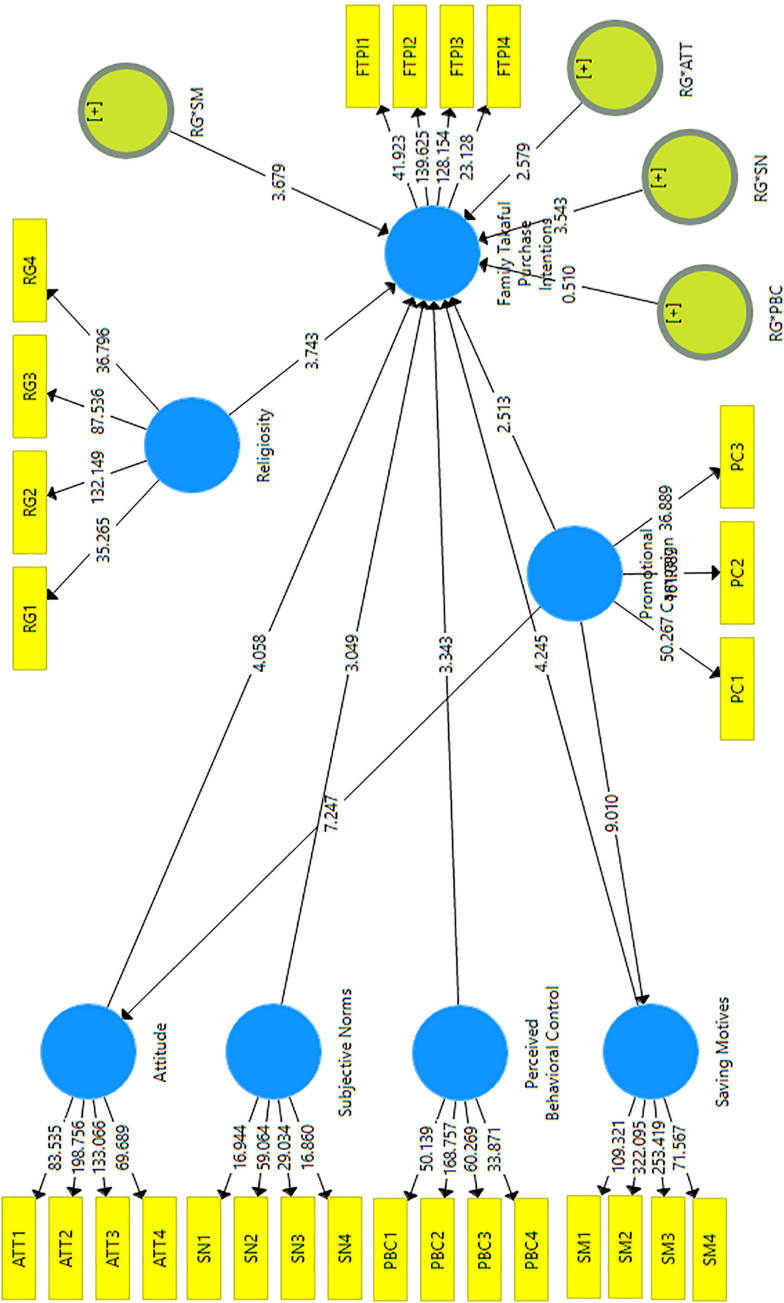 ATT1
ATT2
ATT3
ATT4
83.535
198.756
133.066
69.689
Attitude
SN1
SN2
SN3
SN4
16.944
59.064
29.034
16.860
Subjective Norms
PBC1
PBC2
PBC3
PBC4
50.139
168.757
60.269
33.871
Perceived
Behavioral Control
SM1
SM2
SM3
SM4
109.321
322.095
253.419
71.567
Saving Motives
RG1
RG2
RG3
RG4
35.265
132.149
87.536
36.796
Religiosity
4.058
3.049
3.343
4.245
7.247
9.010
3.743
2.513
Promotional
Campaign
50.267
36.889
PC1
PC2
PC3
[+]
RG*SM
3.679
FTPI1
FTPI2
FTPI3
FTPI4
41.923
139.625
128.154
23.128
Family Takaful
Purchase
Intentions
2.579
3.543
0.510
[+]
RG*ATT
[+]
RG*SN
[+]
RG*PBC